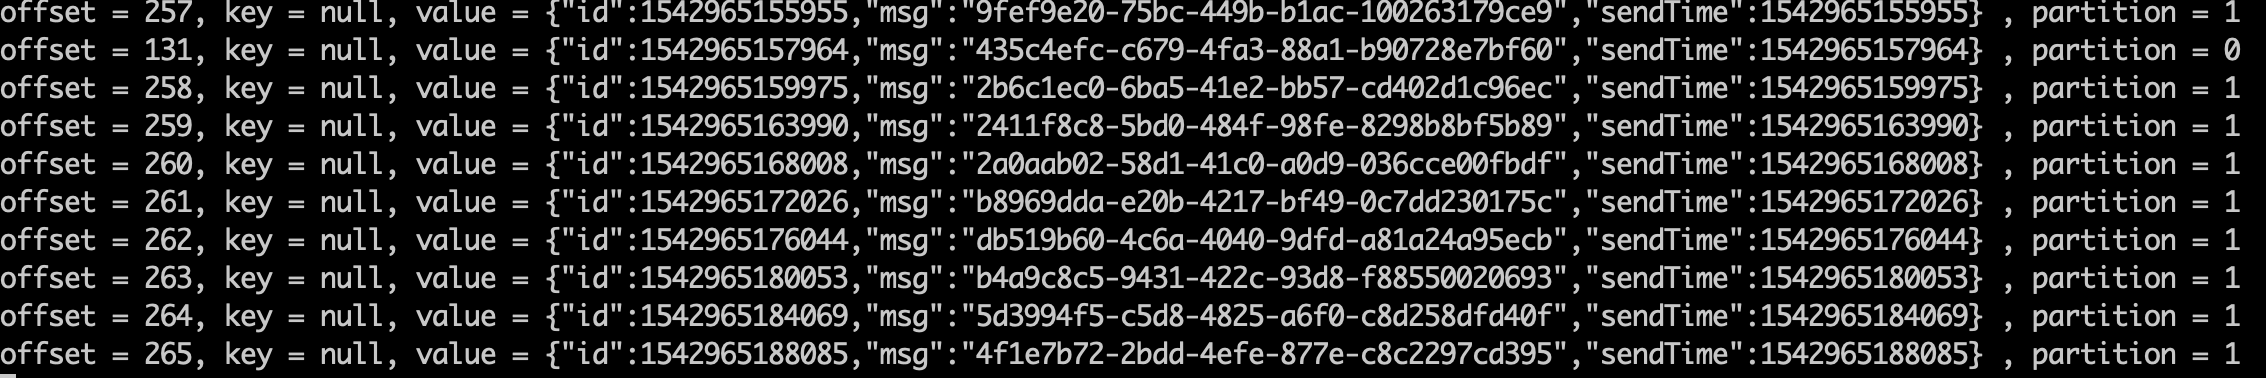 offset = 257, key = null, value = {"id":1542965155955,"msg":"9fef9e20-75bc-449b-b1ac-100263179ce9","sendTime":1542965155955} , partition = 1
offset = 131, key = null, value = {"id":1542965157964,"msg":"435c4efc-c679-4fa3-88a1-b90728e7bf60","sendTime":1542965157964} , partition = 0
offset = 258, key = null, value = {"id":1542965159975,"msg":"2b6c1ec0-6ba5-41e2-bb57-cd402d1c96ec","sendTime":1542965159975} , partition = 1
offset = 259, key = null, value = {"id":1542965163990,"msg":"2411f8c8-5bd0-484f-98fe-8298b8bf5b89","sendTime":1542965163990} , partition = 1
offset = 260, key = null, value = {"id":1542965168008,"msg":"2a0aab02-58d1-41c0-a0d9-036cce00fbdf","sendTime":1542965168008} , partition = 1
offset = 261, key = null, value = {"id":1542965172026,"msg":"b8969dda-e20b-4217-bf49-0c7dd230175c","sendTime":1542965172026} , partition = 1
offset = 262, key = null, value = {"id":1542965176044,"msg":"db519b60-4c6a-4040-9dfd-a81a24a95ecb","sendTime":1542965176044} , partition = 1
offset = 263, key = null, value = {"id":1542965180053,"msg":"b4a9c8c5-9431-422c-93d8-f88550020693","sendTime":1542965180053} , partition = 1
offset = 264, key = null, value = {"id":1542965184069,"msg":"5d3994f5-c5d8-4825-a6f0-c8d258dfd40f","sendTime":1542965184069} , partition = 1
offset = 265, key = null, value = {"id":1542965188085,"msg":"4f1e7b72-2bdd-4efe-877e-c8c2297cd395","sendTime":1542965188085} , partition = 1